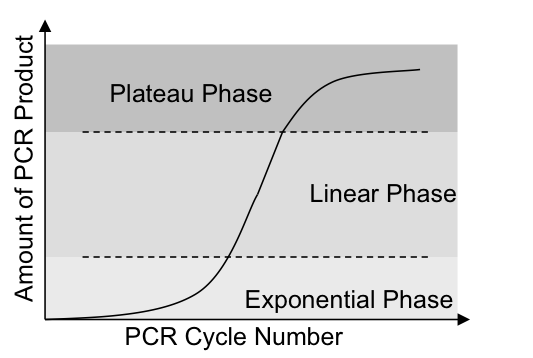 Amount of PCR Product
Plateau Phase
Linear Phase
Exponential Phase
PCR Cycle Number